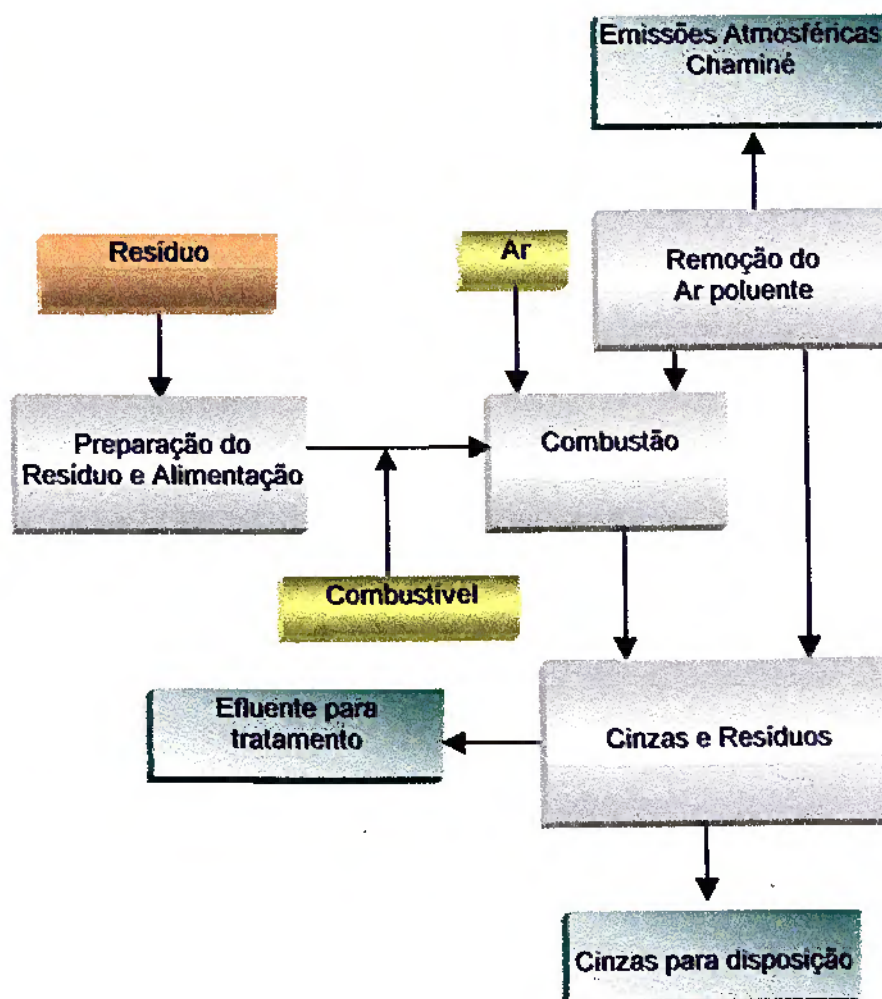 Emissões Atmosféricas
Chaminé
Resíduo
Ar
Remoção do
Ar poluente
Preparação do
Resíduo e Alimentação
Combustão
Combustível
Efluente para
tratamento
Cinzas e Resíduos
Cinzas para disposição